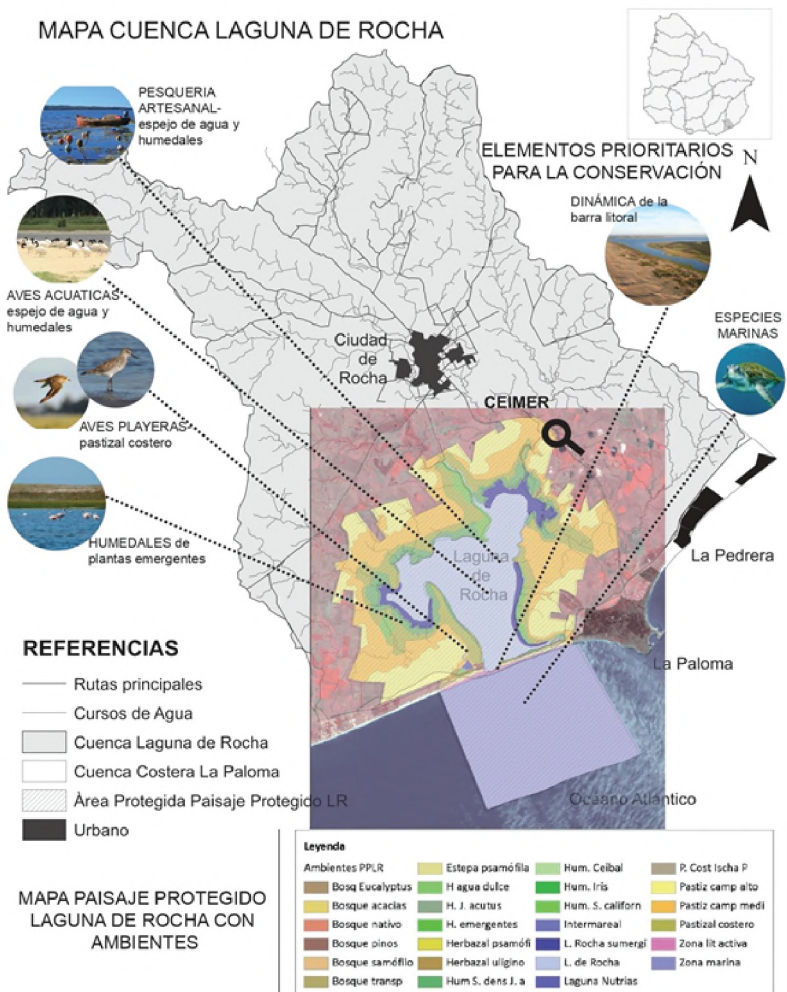 MAPA CUENCA LAGUNA DE ROCHA
PESQUERIA
ARTESANAL-
espejo de agua y
humedales
ELEMENTOS PRIORITARIOS
PARA LA CONSERVACIÓN
N
DINÁMICA de la
barra litoral
AVES ACUATICAS
espejo de agua y
humedales
ESPECIES
MARINAS
Ciudad
de
Rocha
CEIMER
AVES PLAYERAS
pastizal costero
HUMEDALES de
plantas emergentes
Laguna
de
Rocha
La Pedrera
La Paloma
Oceano Atlántico
REFERENCIAS
Rutas principales
Cursos de Agua
Cuenca Laguna de Rocha
Cuenca Costera La Paloma
Àrea Protegida Paisaje Protegido LR
Urbano
MAPA PAISAJE PROTEGIDO
LAGUNA DE ROCHA CON
AMBIENTES
Leyenda
Ambientes PPLR
Bosq Eucalyptus
Bosque acacias
Bosque nativo
Bosque pinos
Bosque samófilo
Bosque transp
Estepa psamófila
H agua dulce
H. J. acutus
H. emergentes
Herbazal psamófi
Herbazal uligino
Hum S. dens J. a
Hum. Ceibal
Hum. Iris
Hum. S. californ
Intermareal
L. Rocha sumergi
L. de Rocha
Laguna Nutrias
P. Cost Ischa P
Pastiz camp alto
Pastiz camp medi
Pastizal costero
Zona lit activa
Zona marina